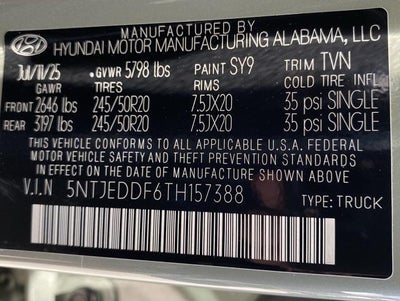 MANUFACTURED BY
HYUNDAI MOTOR MANUFACTURING ALABAMA, LLC
Jul/11/25 • GVWR 5798 lbs PAINT SY9 TRIM TVN
GAWR TIRES RIMS COLD TIRE INFL
FRONT 2646 lbs 245/50R20 7.5JX20 35 psi SINGLE
REAR 3197 lbs 245/50R20 7.5JX20 35 psi SINGLE
THIS VEHICLE CONFORMS TO ALL APPLICABLE U.S.A. FEDERAL
MOTOR VEHICLE SAFETY AND THEFT PREVENTION STANDARDS
IN EFFECT ON THE DATE OF MANUFACTURE SHOWN ABOVE
V.I.N 5NTJEDDF6TH157388
TYPE: TRUCK